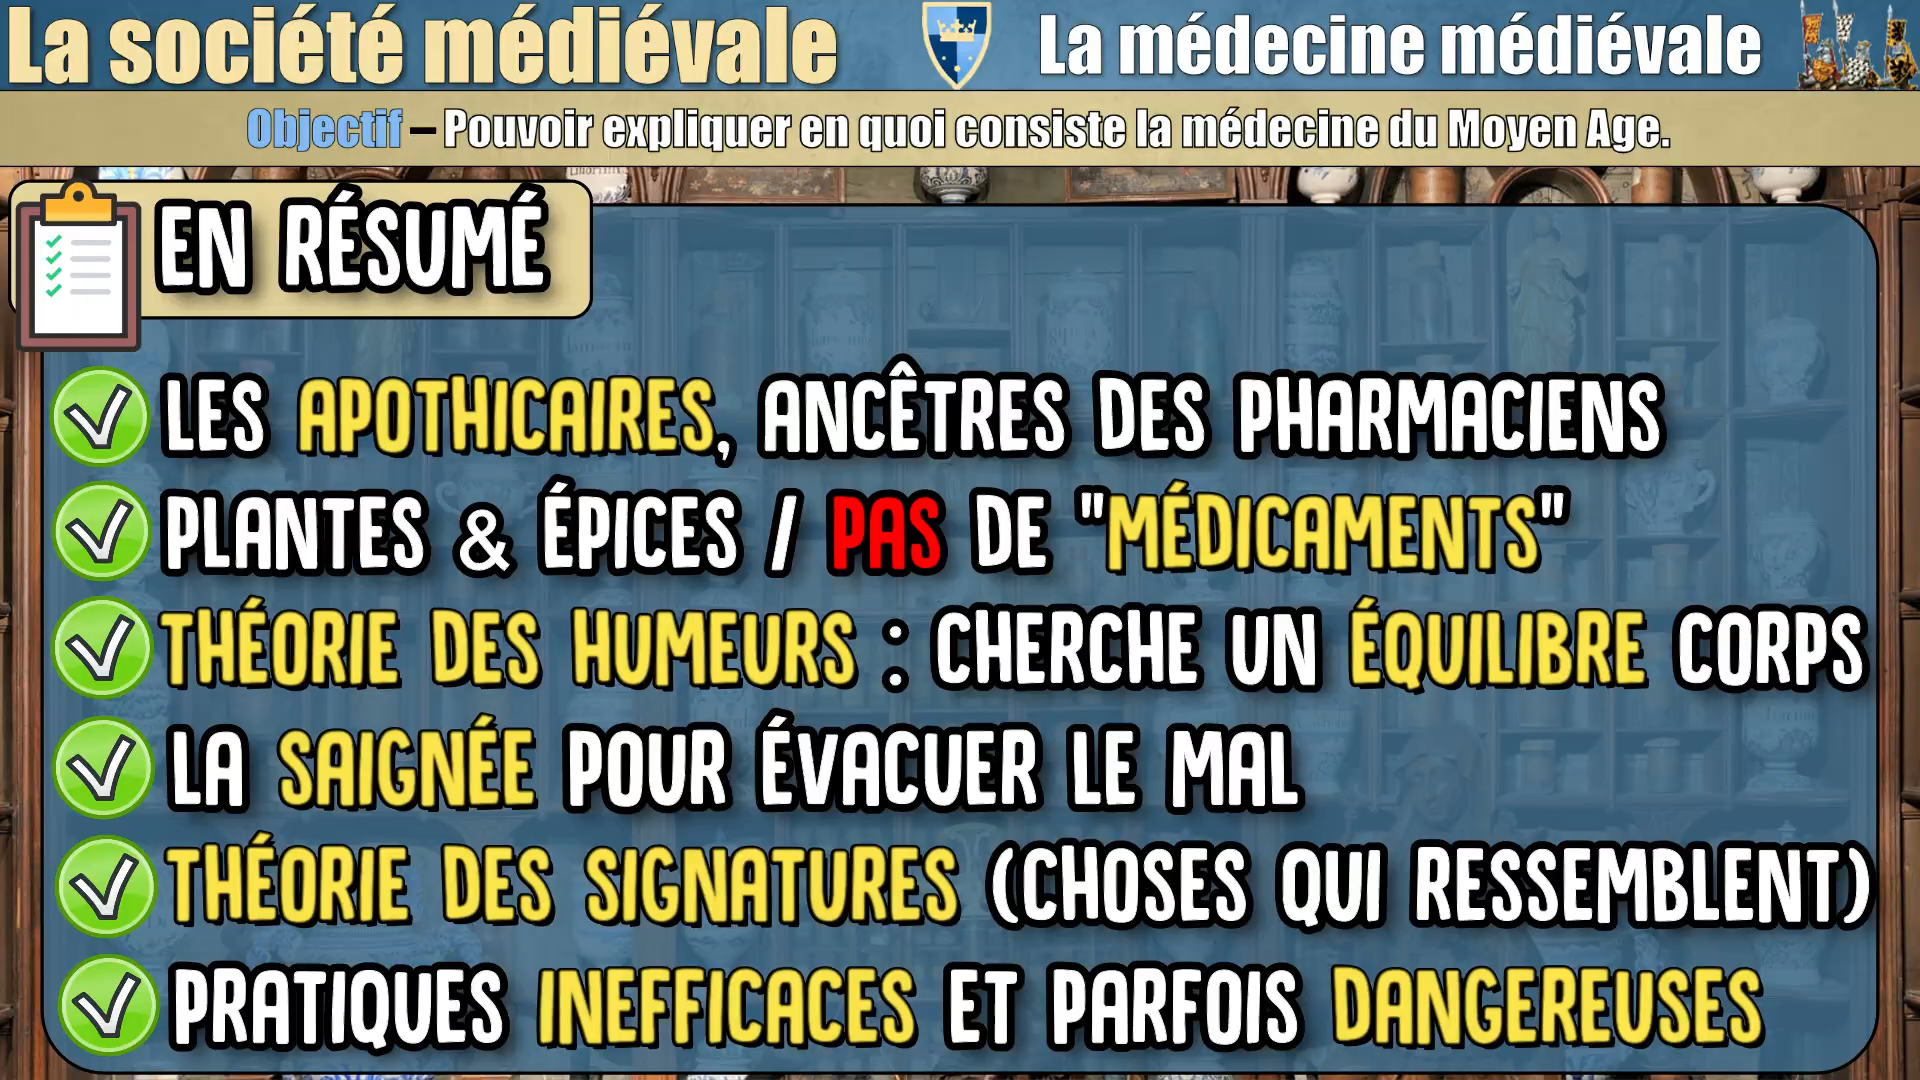 La société médiévale
La médecine médiévale
Objectif – Pouvoir expliquer en quoi consiste la médecine du Moyen Age.
EN RÉSUMÉ
LES APOTHICAIRES, ANCÊTRES DES PHARMACIENS
PLANTES & ÉPICES / PAS DE "MÉDICAMENTS"
THÉORIE DES HUMEURS : CHERCHE UN ÉQUILIBRE CORPS
LA SAIGNÉE POUR ÉVACUER LE MAL
THÉORIE DES SIGNATURES (CHOSES QUI RESSEMBLENT)
PRATIQUES INEFFICACES ET PARFOIS DANGEREUSES